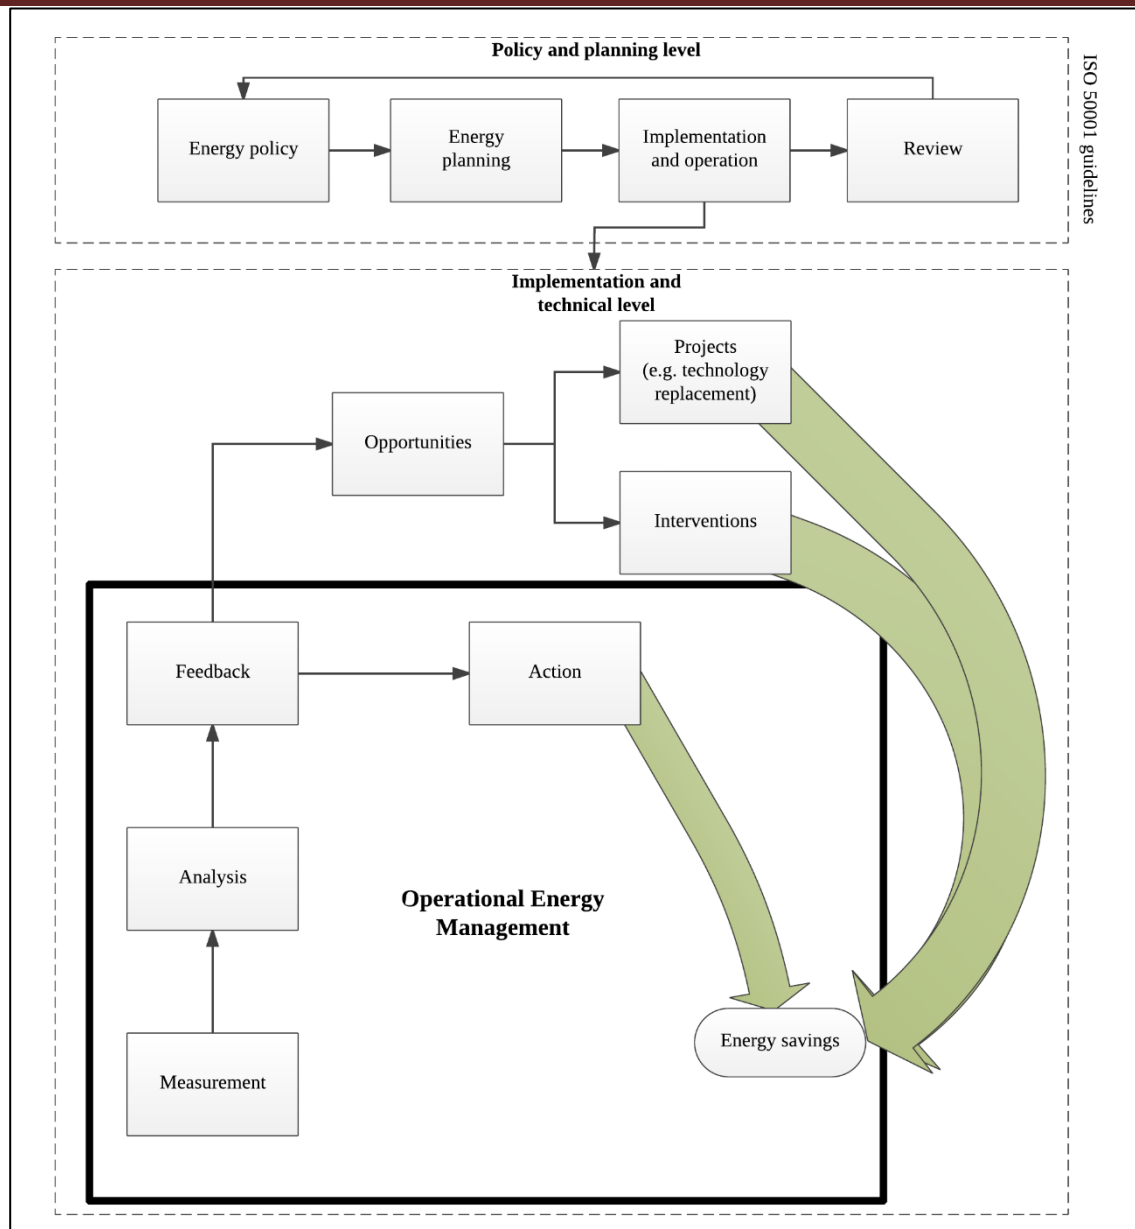 Policy and planning level
ISO 50001 guidelines
Energy policy
Energy
planning
Implementation
and operation
Review
Implementation and
technical level
Projects
(e.g. technology
replacement)
Opportunities
Interventions
Feedback
Action
Analysis
Operational Energy
Management
Energy savings
Measurement